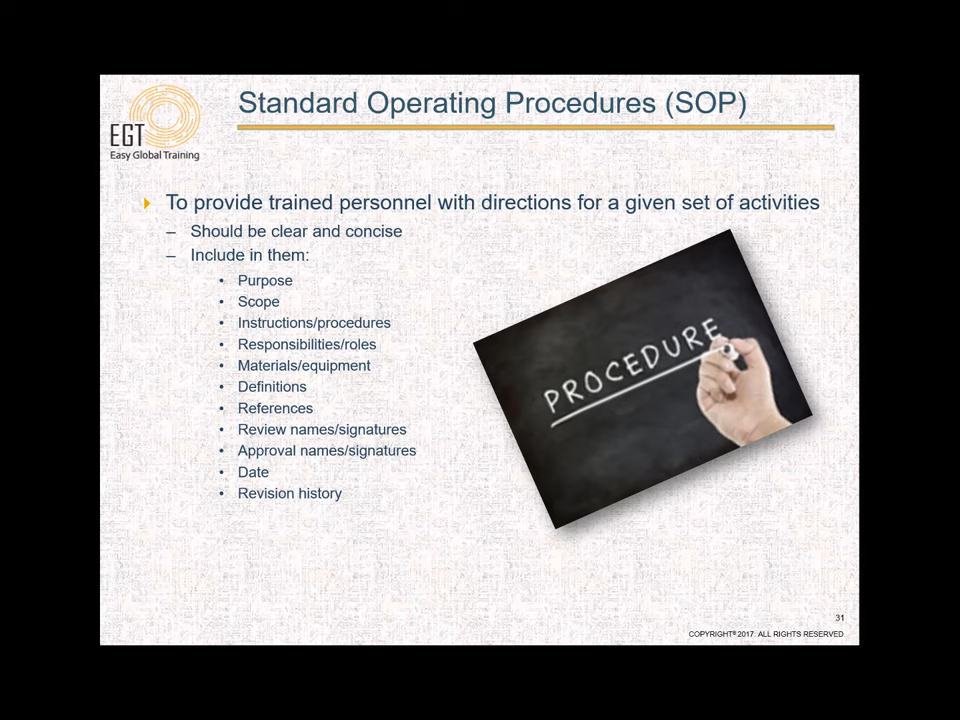 Standard Operating Procedures (SOP)
EGT
Easy Global Training
To provide trained personnel with directions for a given set of activities
– Should be clear and concise
– Include in them:
• Purpose
• Scope
• Instructions/procedures
• Responsibilities/roles
• Materials/equipment
• Definitions
• References
• Review names/signatures
• Approval names/signatures
• Date
• Revision history
PROCEDURE
31
COPYRIGHT® 2017. ALL RIGHTS RESERVED.